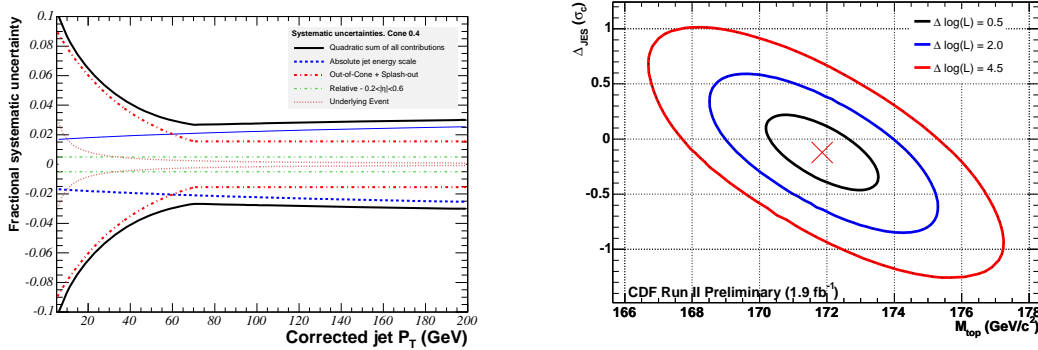 Fractional systematic uncertainty
0.1
0.08
0.06
0.04
0.02
0
-0.02
-0.04
-0.06
-0.08
-0.1
Systematic uncertainties. Cone 0.4
Quadratic sum of all contributions
Absolute jet energy scale
Out-of-Cone + Splash-out
Relative - 0.2<|η|<0.6
Underlying Event
20 40 60 80 100 120 140 160 180 200
Corrected jet P_T (GeV)
Δ_JES (σ_c)
1
0.5
0
-0.5
-1
Δ log(L) = 0.5
Δ log(L) = 2.0
Δ log(L) = 4.5
CDF Run II Preliminary (1.9 fb⁻¹)
166 168 170 172 174 176 178
M_top (GeV/c²)